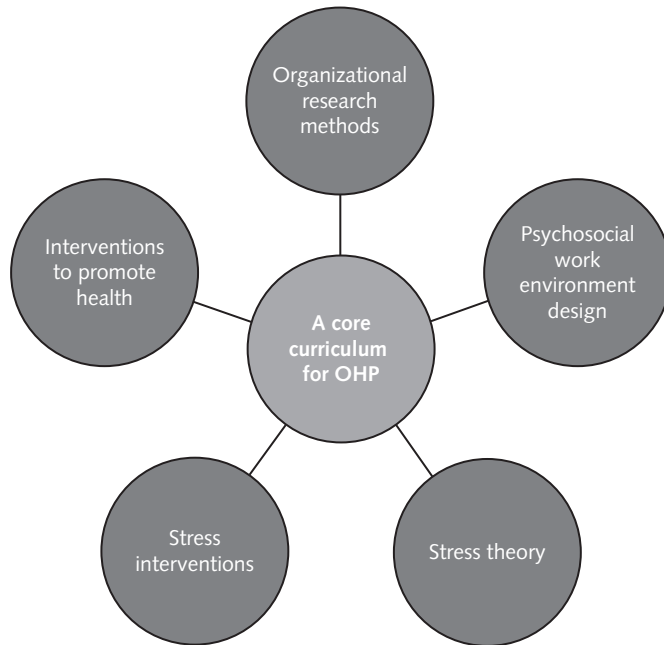 Organizational
research
methods
Interventions
to promote
health
Psychosocial
work
environment
design
A core
curriculum
for OHP
Stress
interventions
Stress theory